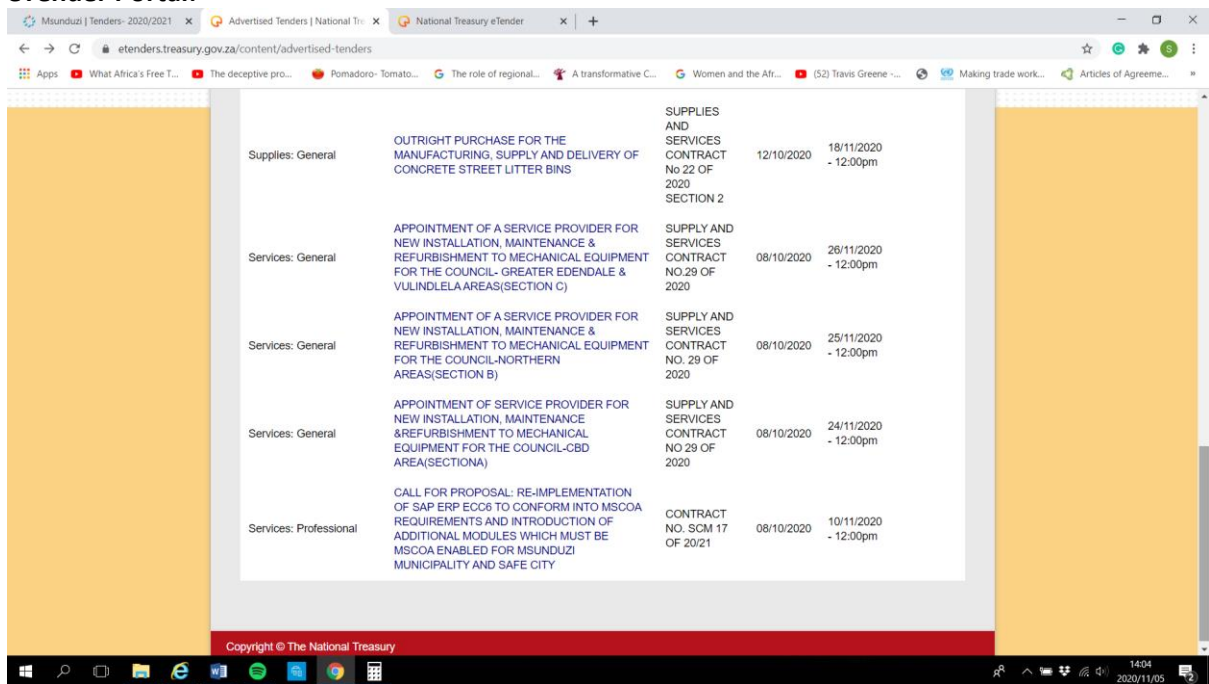 Msunduzi | Tenders- 2020/2021
Advertised Tenders | National Tre
National Treasury eTender
etenders.treasury.gov.za/content/advertised-tenders
Apps
What Africa's Free T...
The deceptive pro...
Pomadoro- Tomato...
The role of regional...
A transformative C...
Women and the Afr...
(52) Travis Greene -...
Making trade work...
Articles of Agreeme...
Supplies: General
OUTRIGHT PURCHASE FOR THE
MANUFACTURING, SUPPLY AND DELIVERY OF
CONCRETE STREET LITTER BINS
SUPPLIES
AND
SERVICES
CONTRACT
No 22 OF
2020
SECTION 2
12/10/2020
18/11/2020
- 12:00pm
Services: General
APPOINTMENT OF A SERVICE PROVIDER FOR
NEW INSTALLATION, MAINTENANCE &
REFURBISHMENT TO MECHANICAL EQUIPMENT
FOR THE COUNCIL- GREATER EDENDALE &
VULINDLELA AREAS(SECTION C)
SUPPLY AND
SERVICES
CONTRACT
NO.29 OF
2020
08/10/2020
26/11/2020
- 12:00pm
Services: General
APPOINTMENT OF A SERVICE PROVIDER FOR
NEW INSTALLATION, MAINTENANCE &
REFURBISHMENT TO MECHANICAL EQUIPMENT
FOR THE COUNCIL-NORTHERN
AREAS(SECTION B)
SUPPLY AND
SERVICES
CONTRACT
NO. 29 OF
2020
08/10/2020
25/11/2020
- 12:00pm
Services: General
APPOINTMENT OF SERVICE PROVIDER FOR
NEW INSTALLATION, MAINTENANCE
&REFURBISHMENT TO MECHANICAL
EQUIPMENT FOR THE COUNCIL-CBD
AREA(SECTIONA)
SUPPLY AND
SERVICES
CONTRACT
NO 29 OF
2020
08/10/2020
24/11/2020
- 12:00pm
Services: Professional
CALL FOR PROPOSAL: RE-IMPLEMENTATION
OF SAP ERP ECC6 TO CONFORM INTO MSCOA
REQUIREMENTS AND INTRODUCTION OF
ADDITIONAL MODULES WHICH MUST BE
MSCOA ENABLED FOR MSUNDUZI
MUNICIPALITY AND SAFE CITY
CONTRACT
NO. SCM 17
OF 20/21
08/10/2020
10/11/2020
- 12:00pm
Copyright © The National Treasury
14:04
2020/11/05